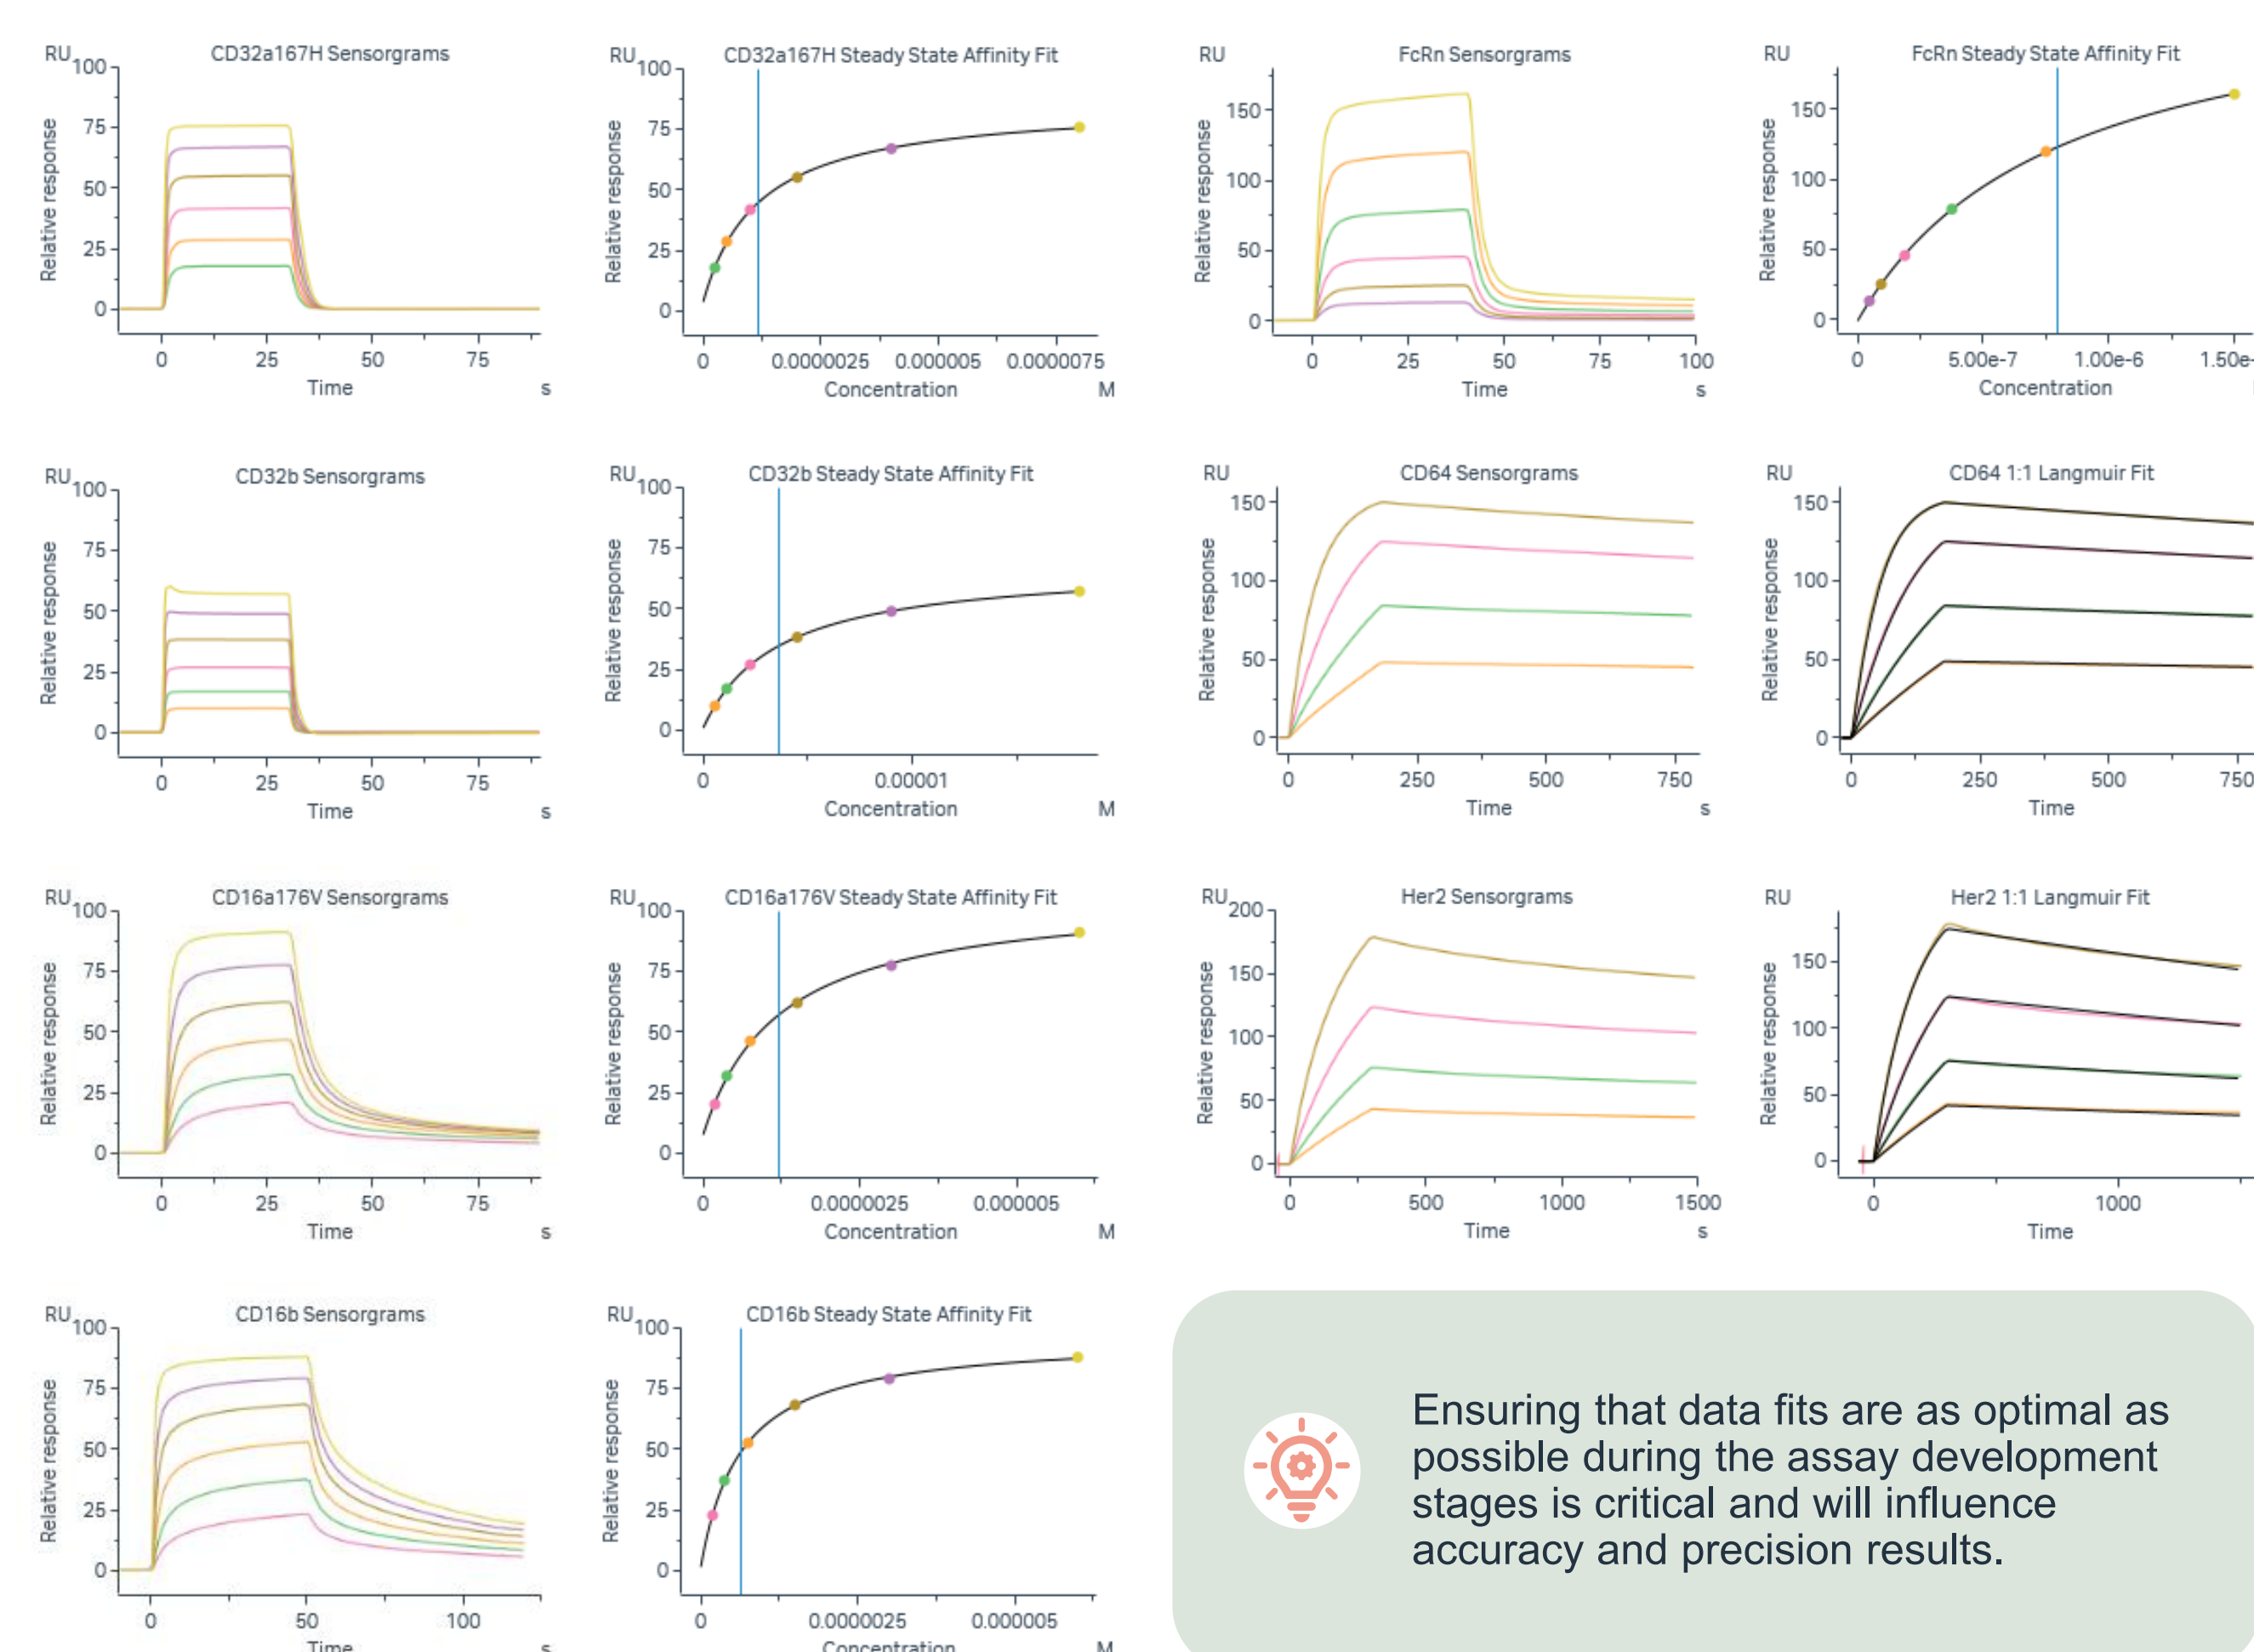 CD32a167H Sensorgrams
RU
100
75
50
25
0
Relative response
0 25 50 75
Time s
CD32a167H Steady State Affinity Fit
RU
100
75
50
25
0
Relative response
0 0.0000025 0.000005 0.0000075
Concentration M
FcRn Sensorgrams
RU
150
100
50
0
Relative response
0 25 50 75 100
Time s
FcRn Steady State Affinity Fit
RU
150
100
50
0
Relative response
0 5.00e-7 1.00e-6 1.50e-
Concentration
CD32b Sensorgrams
RU
100
75
50
25
0
Relative response
0 25 50 75
Time s
CD32b Steady State Affinity Fit
RU
100
75
50
25
0
Relative response
0 0.00001
Concentration M
CD64 Sensorgrams
RU
150
100
50
0
Relative response
0 250 500 750
Time s
CD64 1:1 Langmuir Fit
RU
150
100
50
0
Relative response
0 250 500 750
Time
CD16a176V Sensorgrams
RU
100
75
50
25
0
Relative response
0 25 50 75
Time s
CD16a176V Steady State Affinity Fit
RU
100
75
50
25
0
Relative response
0 0.0000025 0.000005
Concentration M
Her2 Sensorgrams
RU
200
150
100
50
0
Relative response
0 500 1000 1500
Time s
Her2 1:1 Langmuir Fit
RU
150
100
50
0
Relative response
0 1000
Time
CD16b Sensorgrams
RU
100
75
50
25
0
Relative response
0 50 100
Time s
CD16b Steady State Affinity Fit
RU
100
75
50
25
0
Relative response
0 0.0000025 0.000005
Concentration M
Ensuring that data fits are as optimal as
possible during the assay development
stages is critical and will influence
accuracy and precision results.